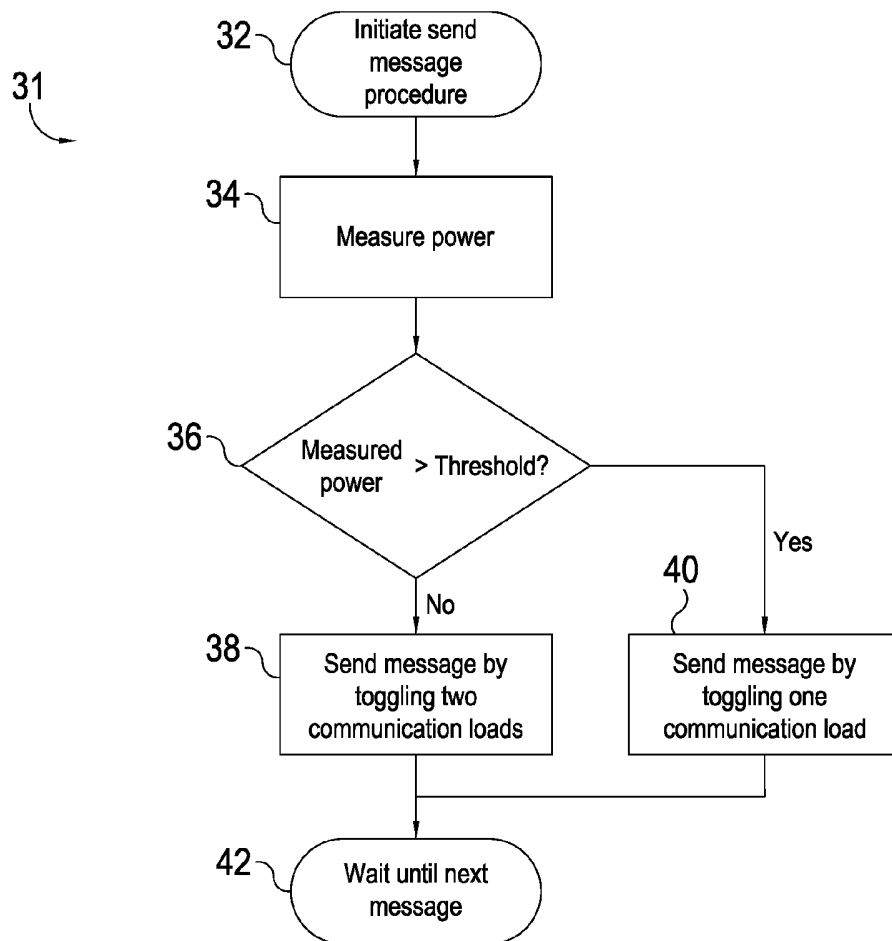 32
Initiate send
message
procedure
31
34
Measure power
36
Measured
power > Threshold?
Yes
No
40
38
Send message by
toggling two
communication loads
Send message by
toggling one
communication load
42
Wait until next
message